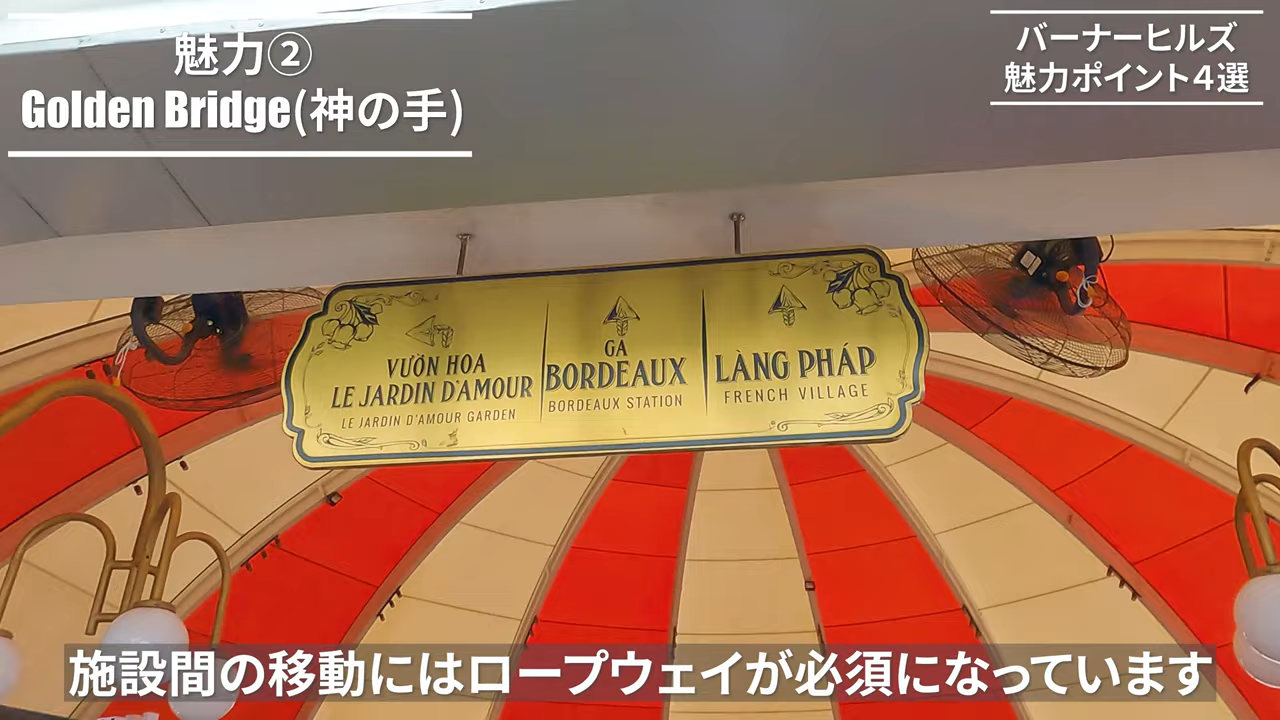 魅力②
Golden Bridge(神の手)
バーナーヒルズ
魅力ポイント4選
VƯỜN HOA
LE JARDIN D'AMOUR
LE JARDIN D'AMOUR GARDEN
GA
BORDEAUX
BORDEAUX STATION
LÀNG PHÁP
FRENCH VILLAGE
施設間の移動にはロープウェイが必須になっています